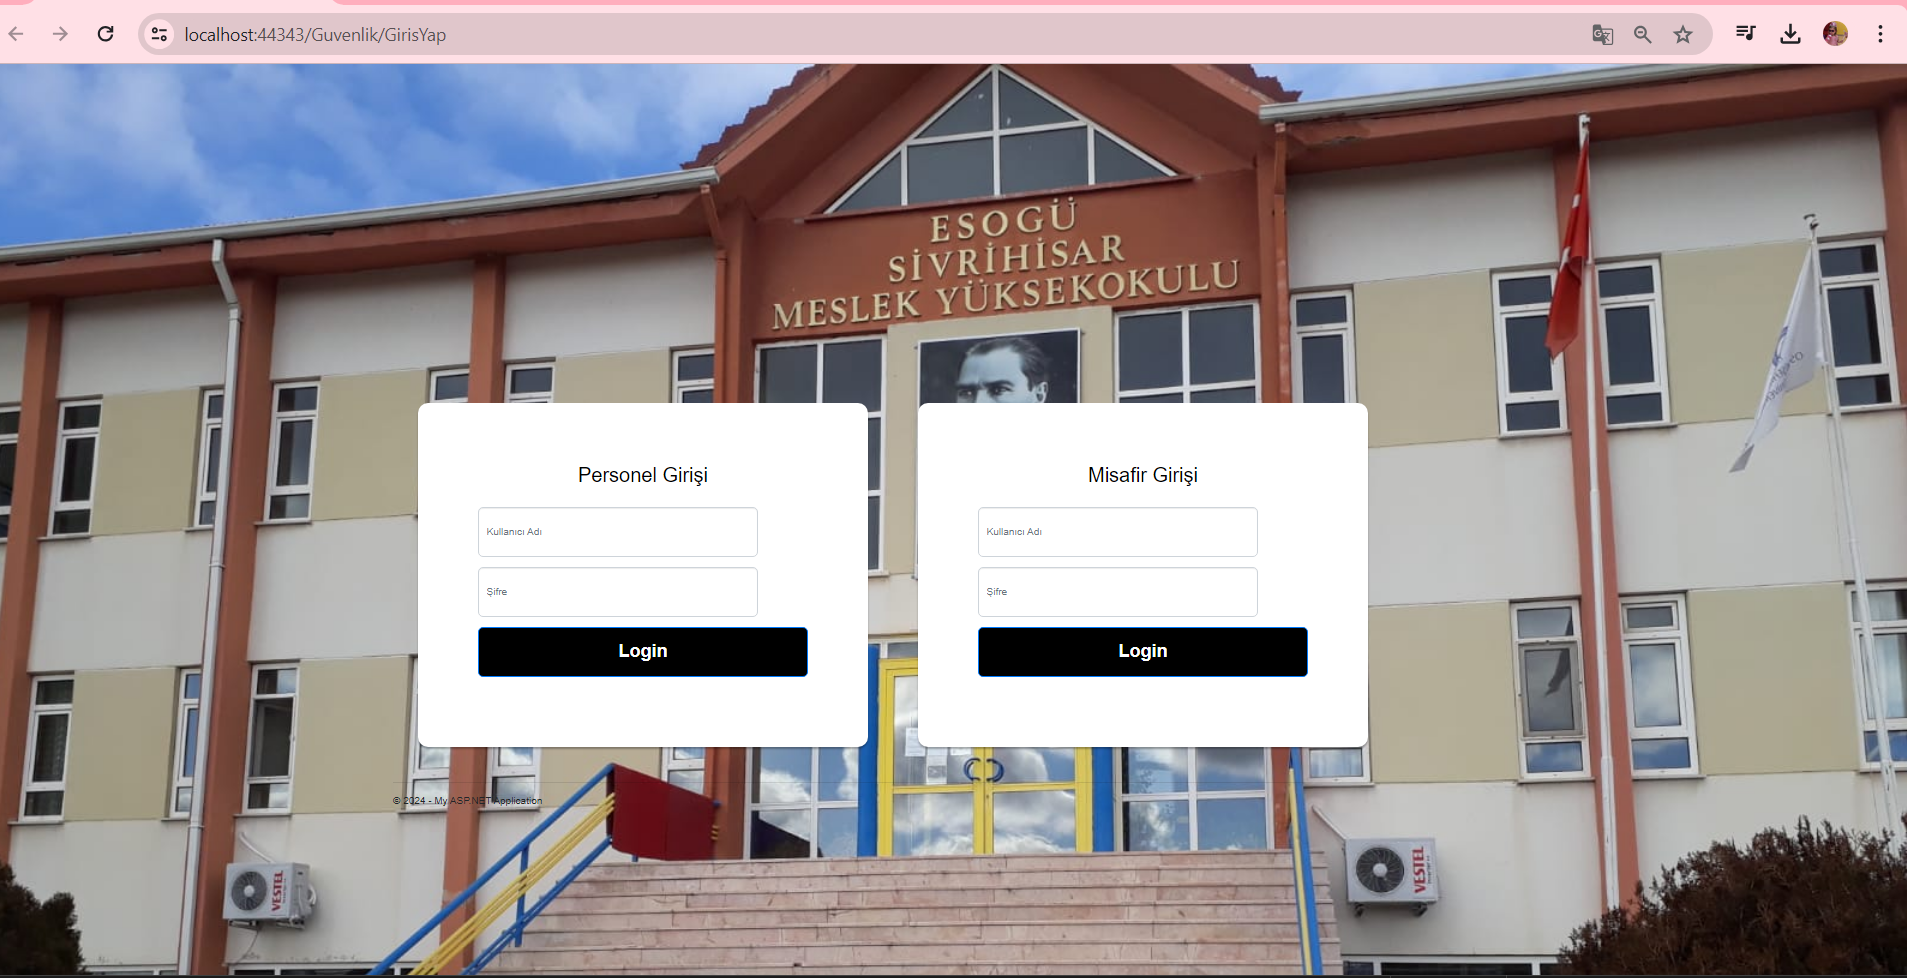 localhost:44343/Guvenlik/GirisYap
ESOGÜ
SİVRİHİSAR
MESLEK YÜKSEKOKULU
Personel Girişi
Kullanıcı Adı
Şifre
Login
Misafir Girişi
Kullanıcı Adı
Şifre
Login
© 2024 - My ASP.NET Application
VESTEL
VESTEL